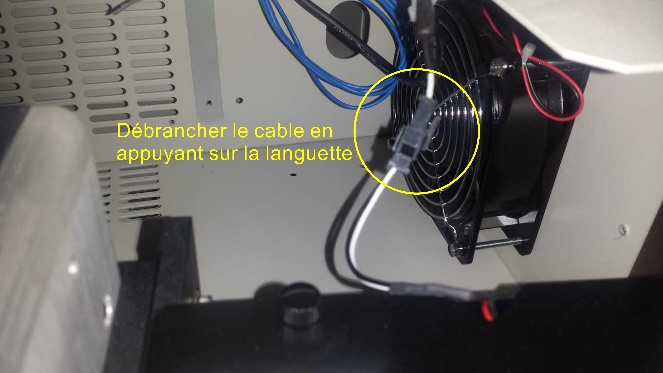 Débrancher le cable en
appuyant sur la languette